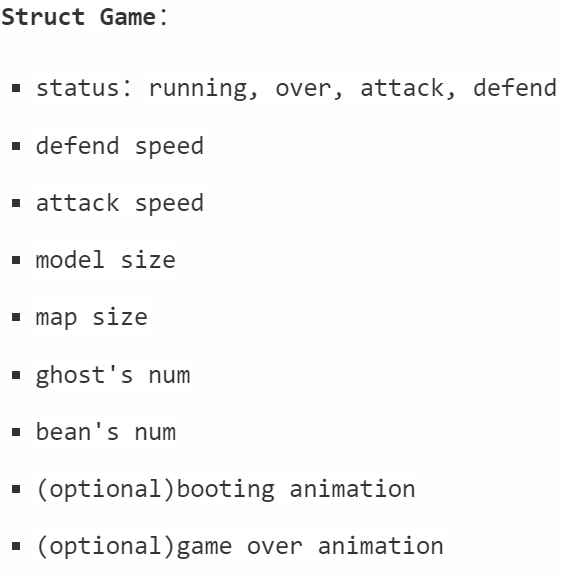 Struct Game:
▪ status: running, over, attack, defend
▪ defend speed
▪ attack speed
▪ model size
▪ map size
▪ ghost's num
▪ bean's num
▪ (optional)booting animation
▪ (optional)game over animation